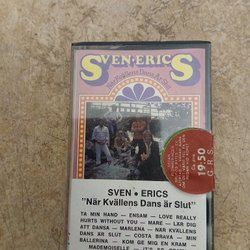 SVEN-ERICS
När Kvällens Dans Är Slut
SVEN • ERICS
"När Kvällens Dans är Slut"
TA MIN HAND — ENSAM — LOVE REALLY
HURTS WITHOUT YOU — MARE — LÄR DIG
ATT DANSA — MARLENA — NÄR KVÄLLENS
DANS ÄR SLUT — COSTA BRAVA — MIN
BALLERINA — KOM GE MIG EN KRAM
MADEMOISELLE
19:50
G.R.S.